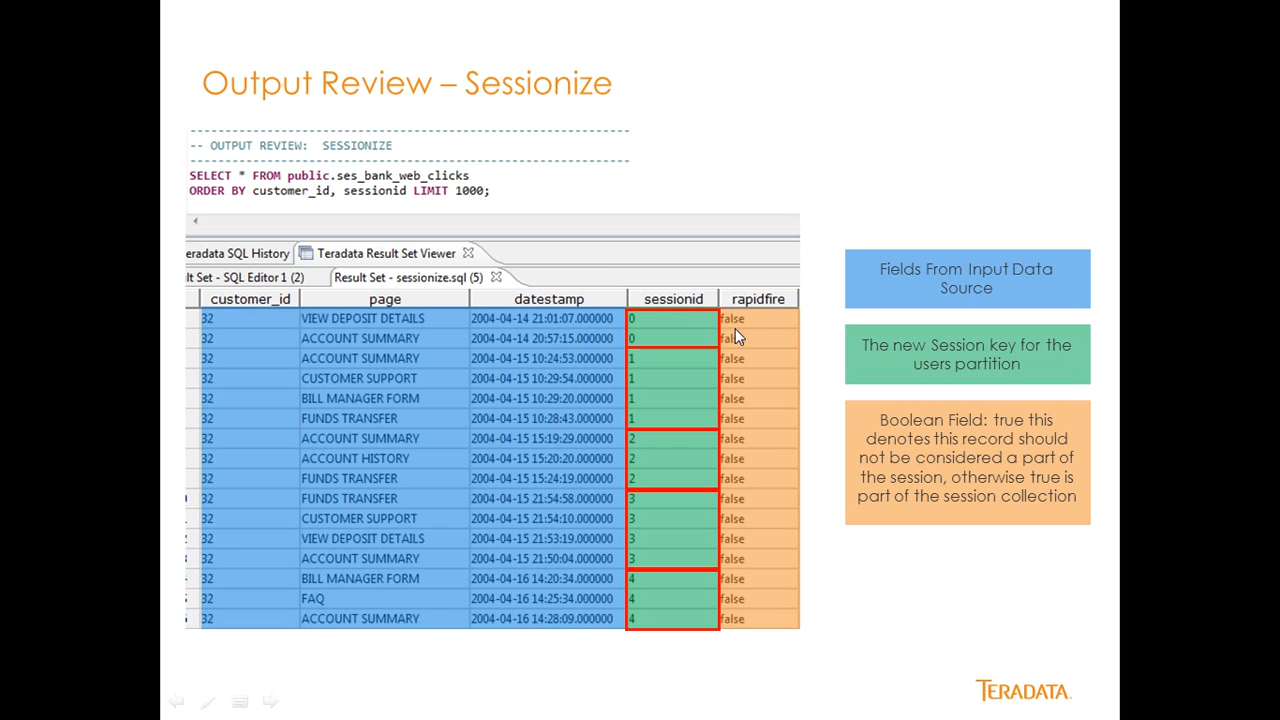 Output Review – Sessionize
-- OUTPUT REVIEW: SESSIONIZE
SELECT * FROM public.ses_bank_web_clicks
ORDER BY customer_id, sessionid LIMIT 1000;
eradata SQL History Teradata Result Set Viewer
lt Set - SQL Editor 1 (2) Result Set - sessionize.sql (5)
customer_id page datestamp sessionid rapidfire
32 VIEW DEPOSIT DETAILS 2004-04-14 21:01:07.000000 0 false
32 ACCOUNT SUMMARY 2004-04-14 20:57:15.000000 0 false
32 ACCOUNT SUMMARY 2004-04-15 10:24:53.000000 1 false
32 CUSTOMER SUPPORT 2004-04-15 10:29:54.000000 1 false
32 BILL MANAGER FORM 2004-04-15 10:29:20.000000 1 false
32 FUNDS TRANSFER 2004-04-15 10:28:43.000000 1 false
32 ACCOUNT SUMMARY 2004-04-15 15:19:29.000000 2 false
32 ACCOUNT HISTORY 2004-04-15 15:20:20.000000 2 false
32 FUNDS TRANSFER 2004-04-15 15:24:19.000000 2 false
32 FUNDS TRANSFER 2004-04-15 21:54:58.000000 3 false
32 CUSTOMER SUPPORT 2004-04-15 21:54:10.000000 3 false
32 VIEW DEPOSIT DETAILS 2004-04-15 21:53:19.000000 3 false
32 ACCOUNT SUMMARY 2004-04-15 21:50:04.000000 3 false
32 BILL MANAGER FORM 2004-04-16 14:20:34.000000 4 false
32 FAQ 2004-04-16 14:25:34.000000 4 false
32 ACCOUNT SUMMARY 2004-04-16 14:28:09.000000 4 false
Fields From Input Data
Source
The new Session key for the
users partition
Boolean Field: true this
denotes this record should
not be considered a part of
the session, otherwise true is
part of the session collection
TERADATA.